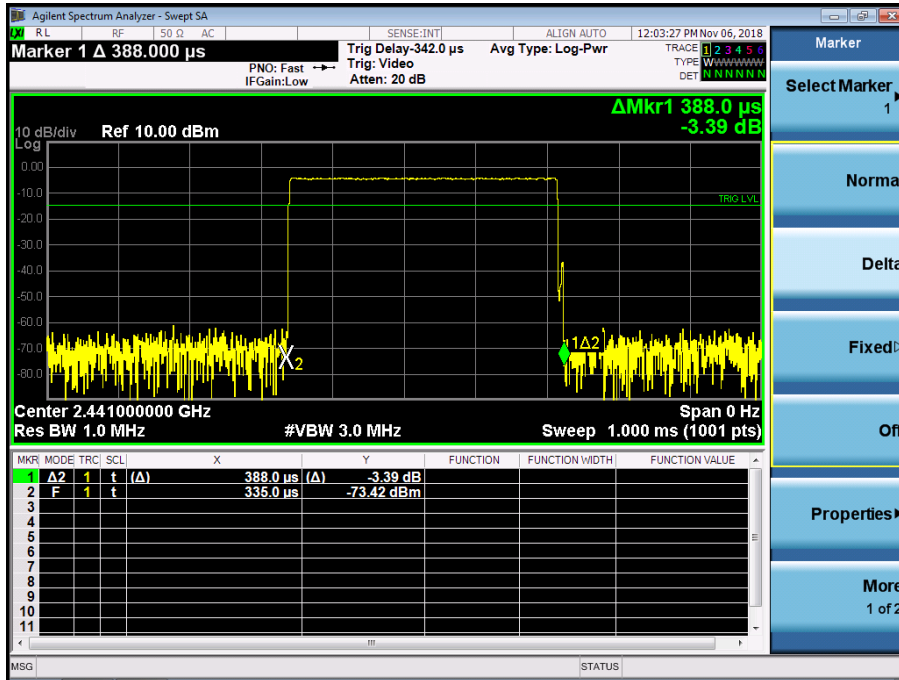 Agilent Spectrum Analyzer - Swept SA
LXI RL RF 50 Ω AC SENSE:INT ALIGN AUTO 12:03:27 PM Nov 06, 2018
Marker 1 Δ 388.000 µs
PNO: Fast
IFGain:Low
Trig Delay-342.0 µs
Trig: Video
Atten: 20 dB
Avg Type: Log-Pwr
TRACE 1 2 3 4 5 6
TYPE WWWWWW
DET N N N N N N
ΔMkr1 388.0 µs
-3.39 dB
10 dB/div Ref 10.00 dBm
Log
0.00
-10.0
TRIG LVL
-20.0
-30.0
-40.0
-50.0
-60.0
-70.0
-80.0
X2
1Δ2
Center 2.441000000 GHz Span 0 Hz
Res BW 1.0 MHz #VBW 3.0 MHz Sweep 1.000 ms (1001 pts)
MKR MODE TRC SCL X Y FUNCTION FUNCTION WIDTH FUNCTION VALUE
1 Δ2 1 t (Δ) 388.0 µs (Δ) -3.39 dB
2 F 1 t 335.0 µs -73.42 dBm
3
4
5
6
7
8
9
10
11
MSG STATUS
Marker
Select Marker
1
Norma
Delta
Fixed
Of
Properties
More
1 of 2